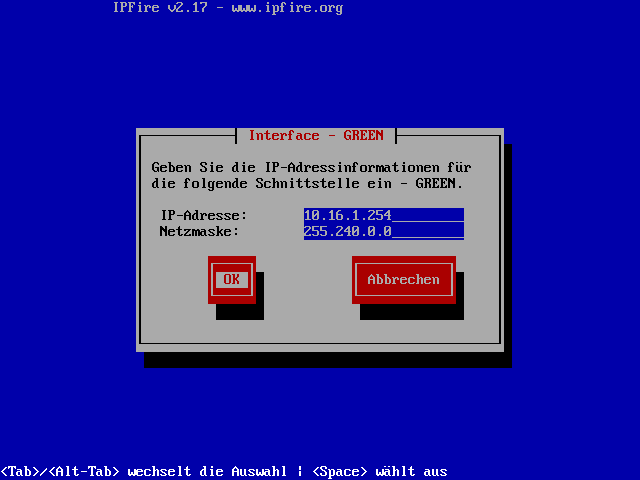 IPFire v2.17 - www.ipfire.org
Interface - GREEN
Geben Sie die IP-Adressinformationen für
die folgende Schnittstelle ein - GREEN.
IP-Adresse: 10.16.1.254_________
Netzmaske: 255.240.0.0_________
OK Abbrechen
<Tab>/<Alt-Tab> wechselt die Auswahl | <Space> wählt aus